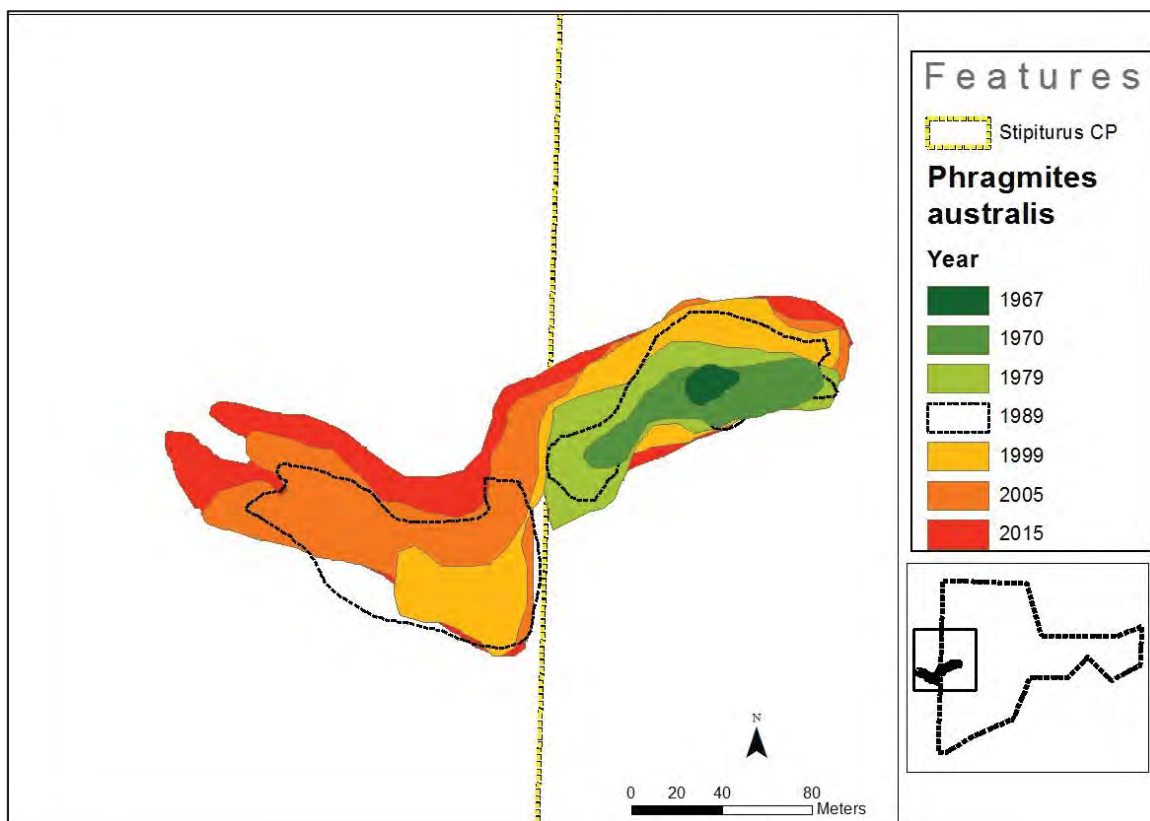 Features
Stipiturus CP
Phragmites
australis
Year
1967
1970
1979
1989
1999
2005
2015
N
0 20 40 80
Meters